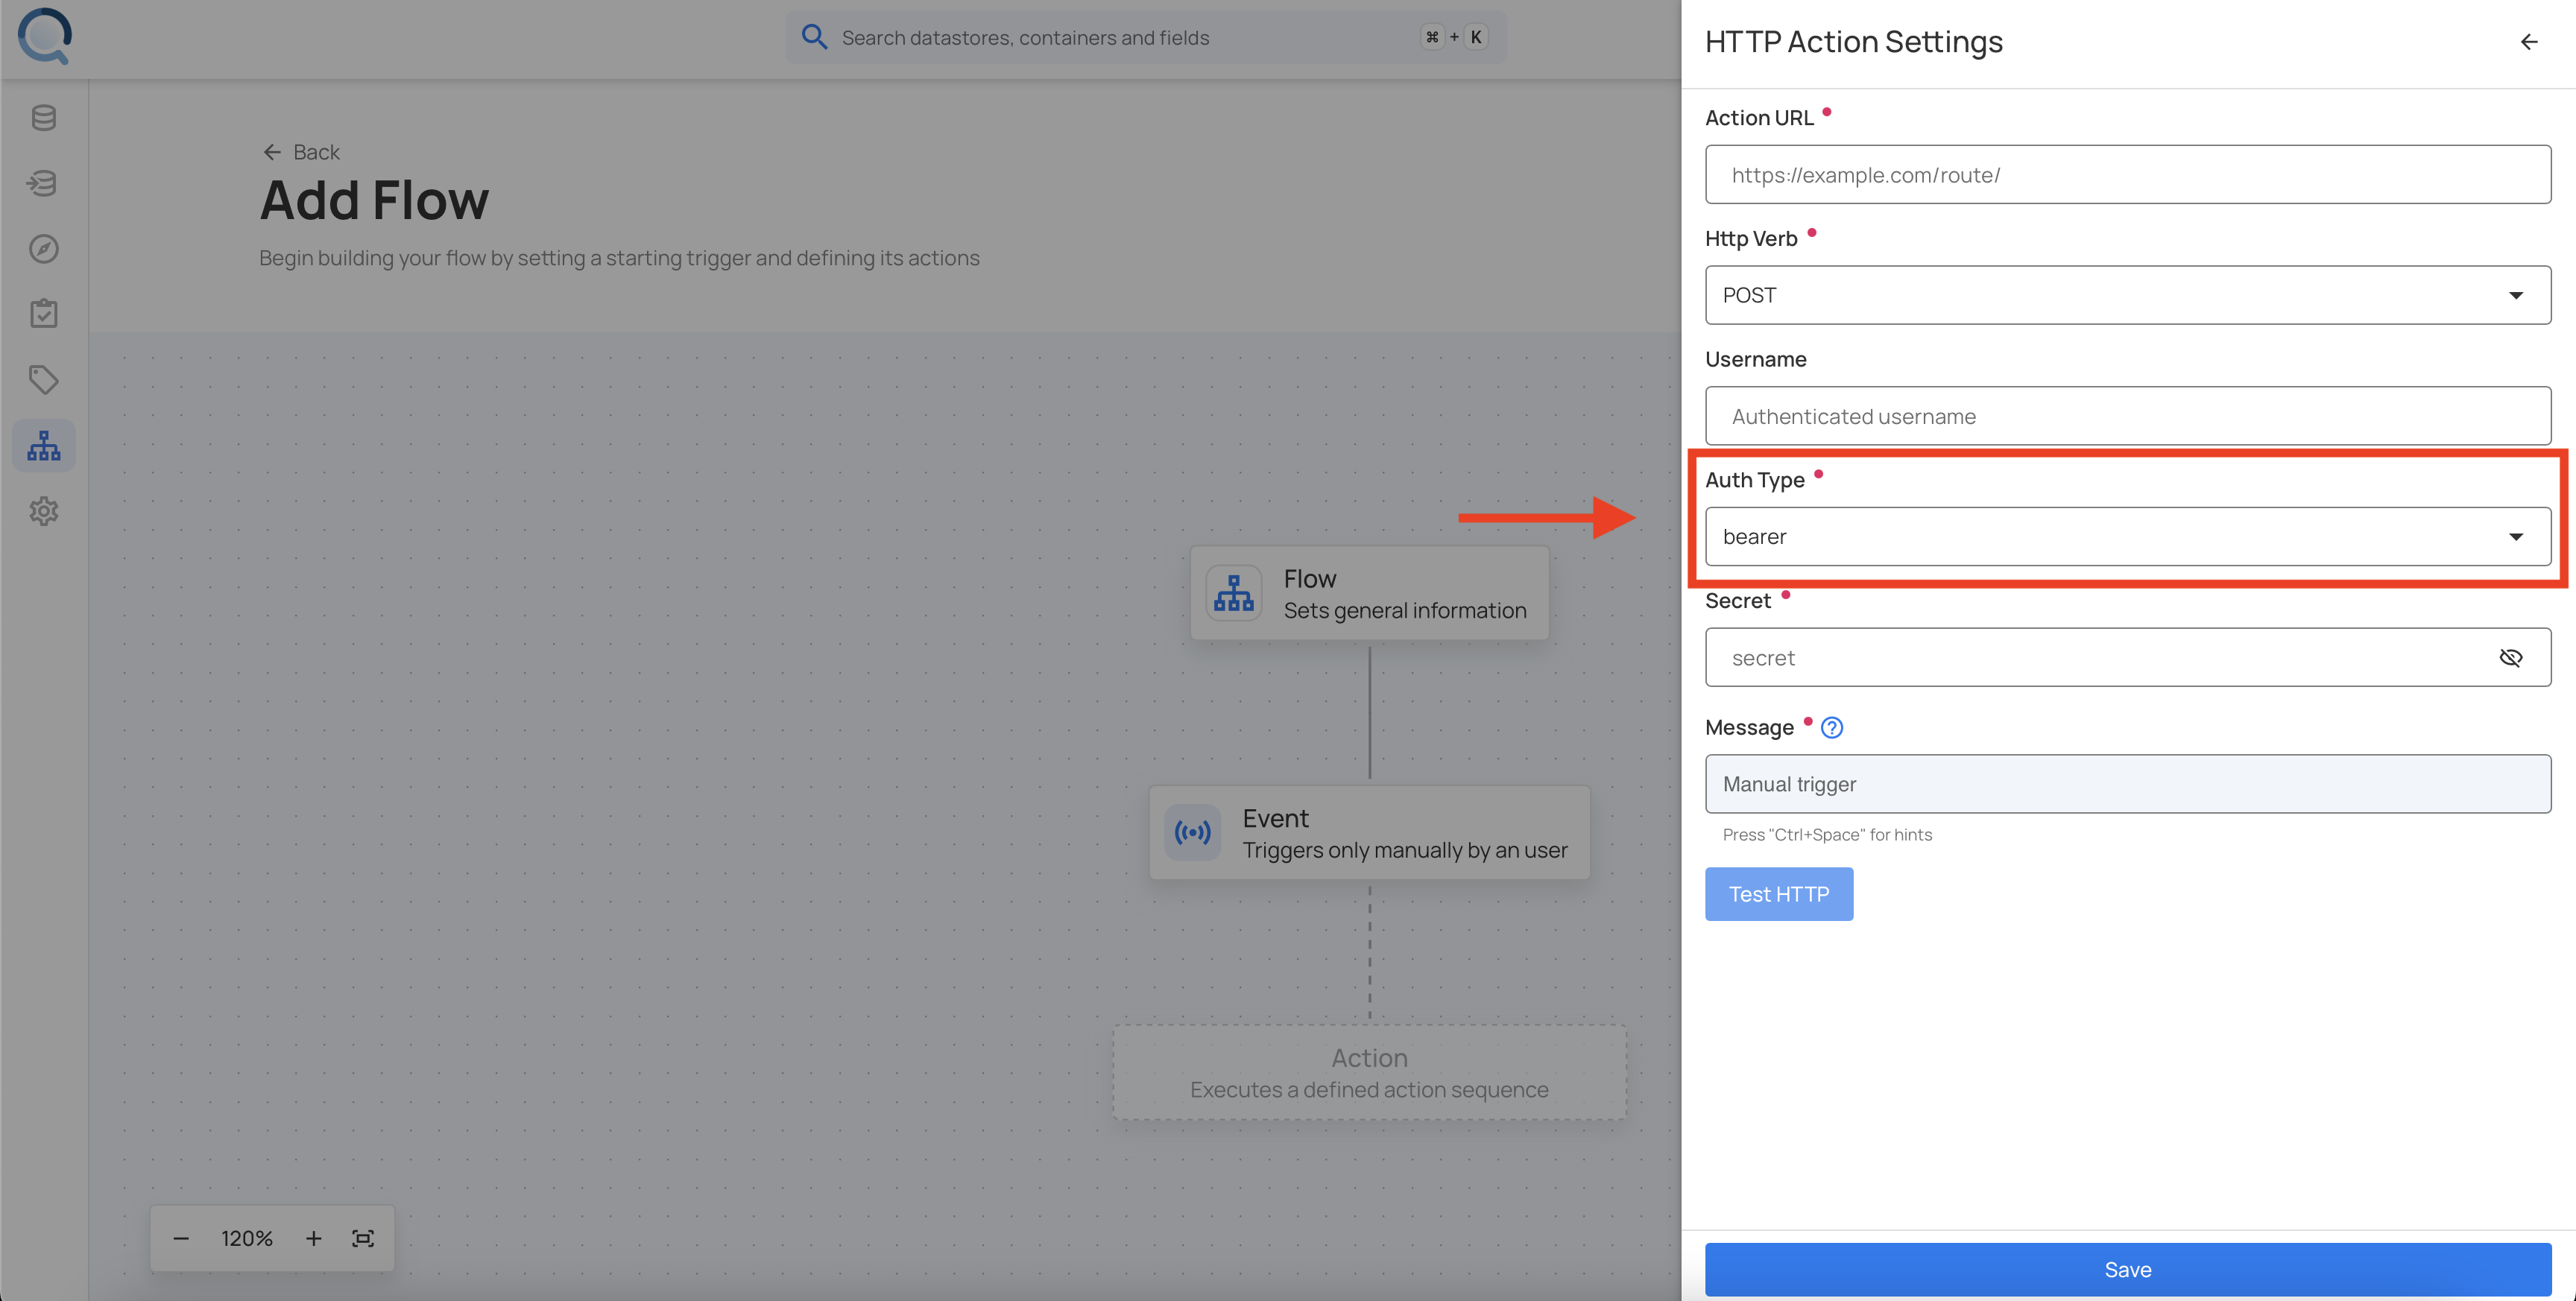 Search datastores, containers and fields
⌘ + K
Back
Add Flow
Begin building your flow by setting a starting trigger and defining its actions
Flow
Sets general information
Event
Triggers only manually by an user
Action
Executes a defined action sequence
120%
HTTP Action Settings
Action URL
https://example.com/route/
Http Verb
POST
Username
Authenticated username
Auth Type
bearer
Secret
secret
Message
Manual trigger
Press "Ctrl+Space" for hints
Test HTTP
Save